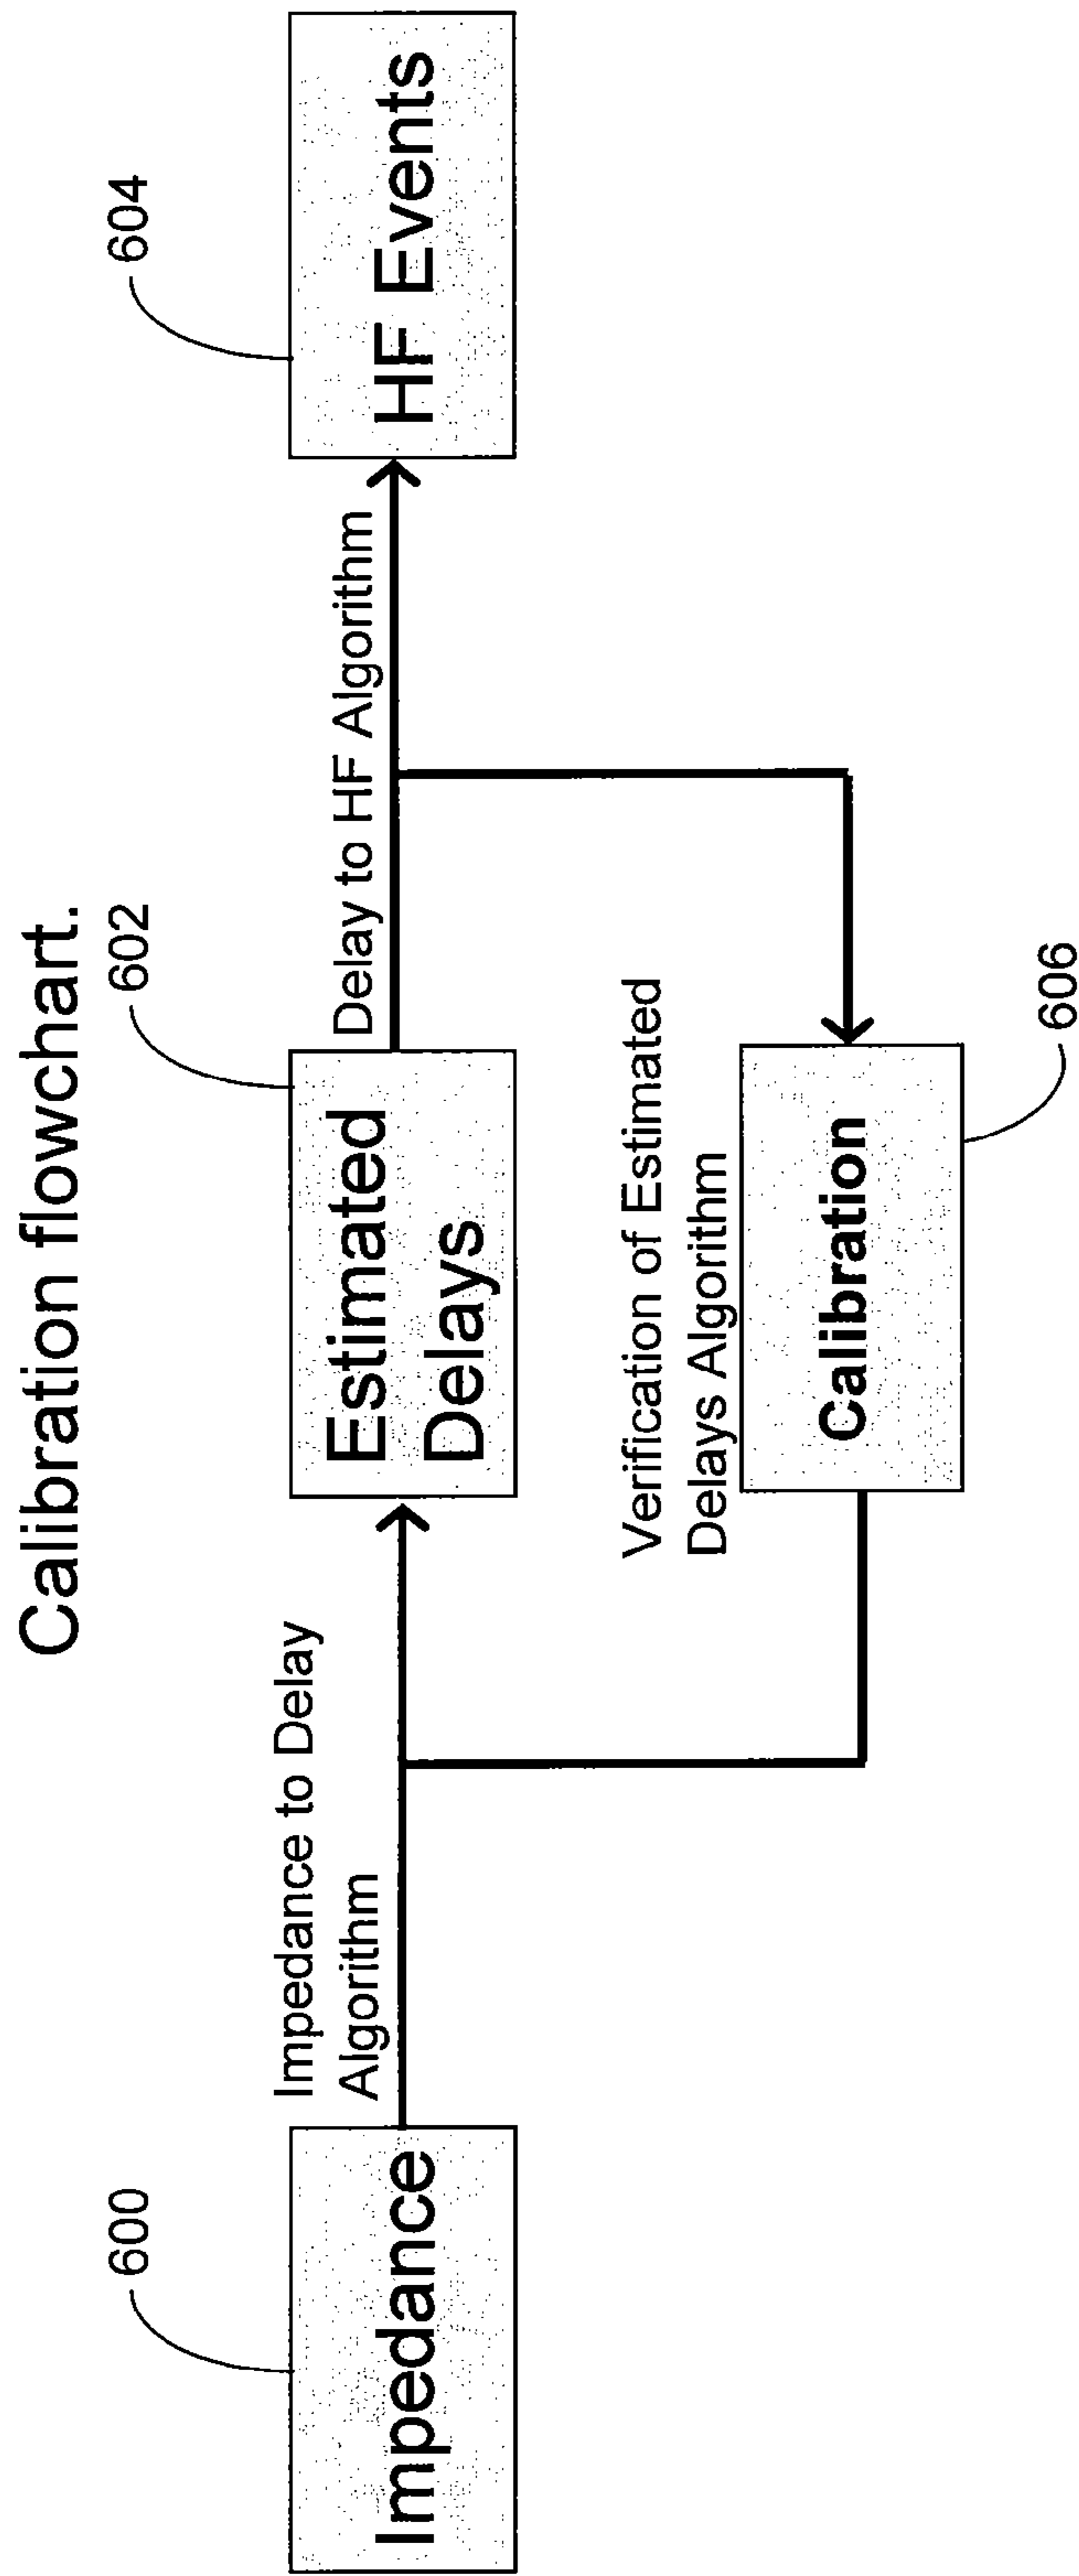 Calibration flowchart.
600
602
604
Impedance
Impedance to Delay
Algorithm
Estimated
Delays
Delay to HF Algorithm
HF Events
Verification of Estimated
Delays Algorithm
Calibration
606